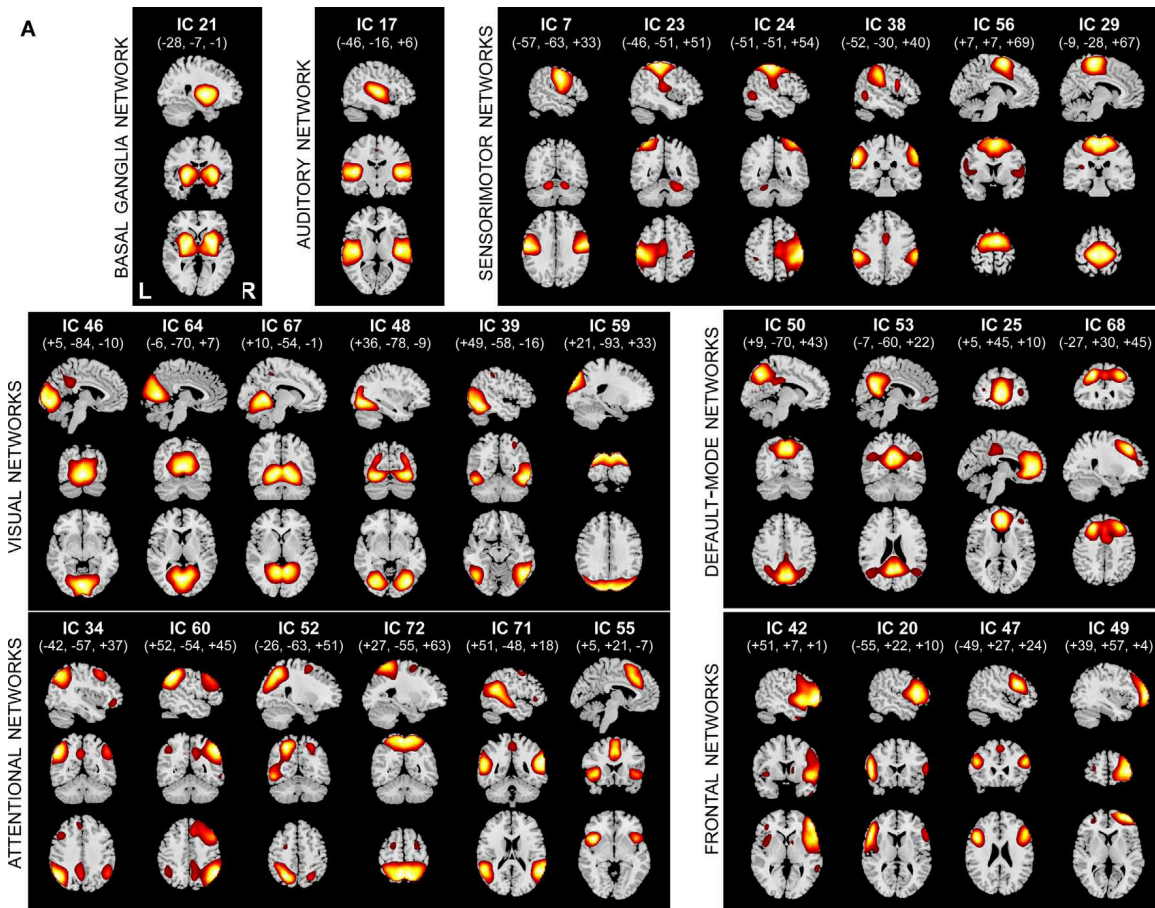 A
BASAL GANGLIA NETWORK
IC 21
(-28, -7, -1)
L
R
AUDITORY NETWORK
IC 17
(-46, -16, +6)
SENSORIMOTOR NETWORKS
IC 7
(-57, -63, +33)
IC 23
(-46, -51, +51)
IC 24
(-51, -51, +54)
IC 38
(-52, -30, +40)
IC 56
(+7, +7, +69)
IC 29
(-9, -28, +67)
VISUAL NETWORKS
IC 46
(+5, -84, -10)
IC 64
(-6, -70, +7)
IC 67
(+10, -54, -1)
IC 48
(+36, -78, -9)
IC 39
(+49, -58, -16)
IC 59
(+21, -93, +33)
DEFAULT-MODE NETWORKS
IC 50
(+9, -70, +43)
IC 53
(-7, -60, +22)
IC 25
(+5, +45, +10)
IC 68
(-27, +30, +45)
ATTENTIONAL NETWORKS
IC 34
(-42, -57, +37)
IC 60
(+52, -54, +45)
IC 52
(-26, -63, +51)
IC 72
(+27, -55, +63)
IC 71
(+51, -48, +18)
IC 55
(+5, +21, -7)
FRONTAL NETWORKS
IC 42
(+51, +7, +1)
IC 20
(-55, +22, +10)
IC 47
(-49, +27, +24)
IC 49
(+39, +57, +4)